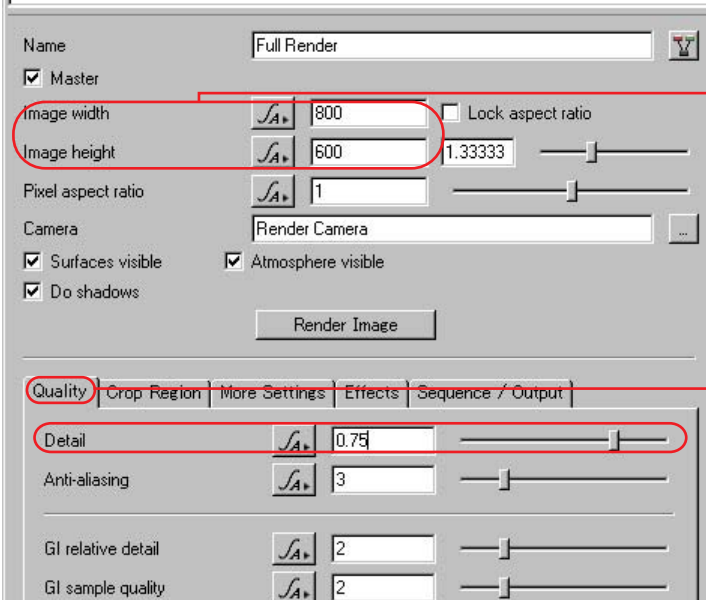 Name Full Render
Master
Image width 800 Lock aspect ratio
Image height 600 1.33333
Pixel aspect ratio 1
Camera Render Camera ...
Surfaces visible Atmosphere visible
Do shadows
Render Image
Quality Crop Region More Settings Effects Sequence / Output
Detail 0.75
Anti-aliasing 3
GI relative detail 2
GI sample quality 2